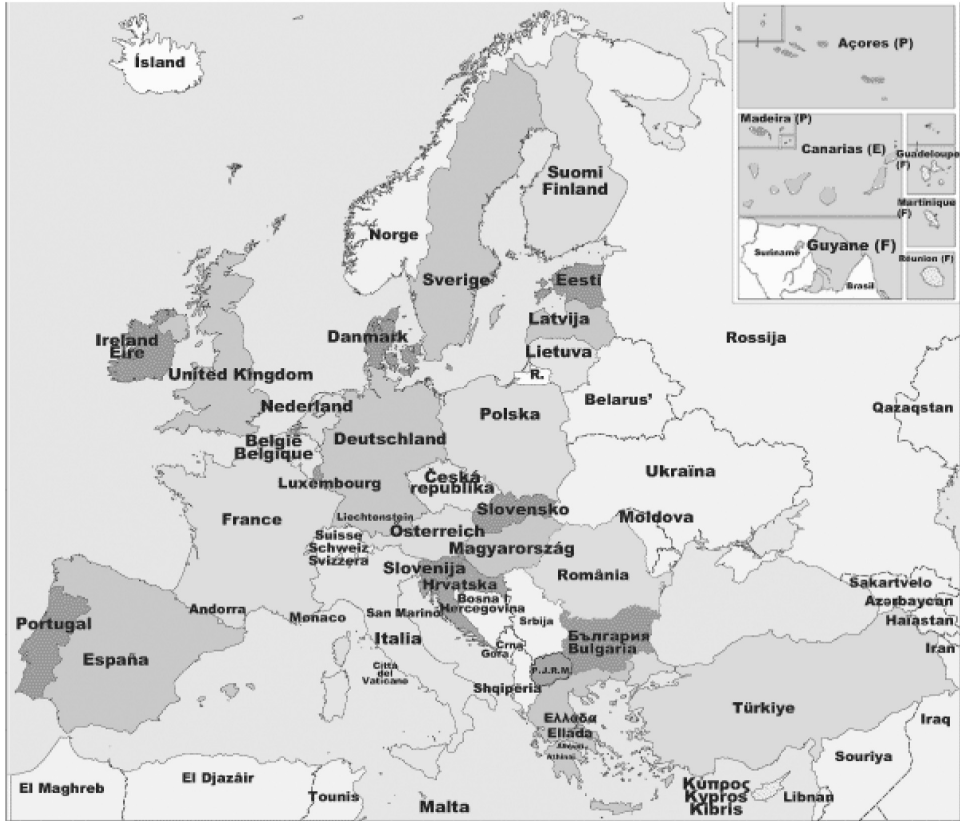 Ísland
Açores (P)
Madeira (P)
Canarias (E)
Guadeloupe
(F)
Martinique
(F)
Guyane (F)
Suriname
Brasil
Réunion (F)
Suomi
Finland
Norge
Sverige
Eesti
Latvija
Lietuva
R.
Danmark
Ireland
Éire
United Kingdom
Rossija
Nederland
België
Belgique
Deutschland
Polska
Belarus'
Qazaqstan
Luxembourg
Česká
republika
Ukraïna
Slovensko
Liechtenstein
France
Österreich
Moldova
Suisse
Schweiz
Svizzera
Magyarország
Slovenija
Hrvatska
România
Sakartvelo
Azərbaycan
Haïastan
Iran
Bosna i
Hercegovina
Srbija
Andorra
Monaco
San Marino
Portugal
España
Italia
Città
del
Vaticano
Crna
Gora
България
Bulgaria
P.J.R.M.
Shqipëria
Ελλαδα
Ellada
Athinai
Türkiye
Iraq
Souriya
El Maghreb
El Djazâir
Tounis
Malta
Κύπρος
Kypros
Kıbrıs
Libnan